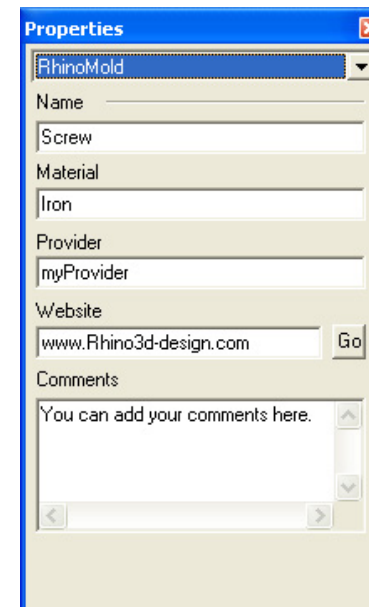 Properties
RhinoMold
Name
Screw
Material
Iron
Provider
myProvider
Website
www.Rhino3d-design.com Go
Comments
You can add your comments here.